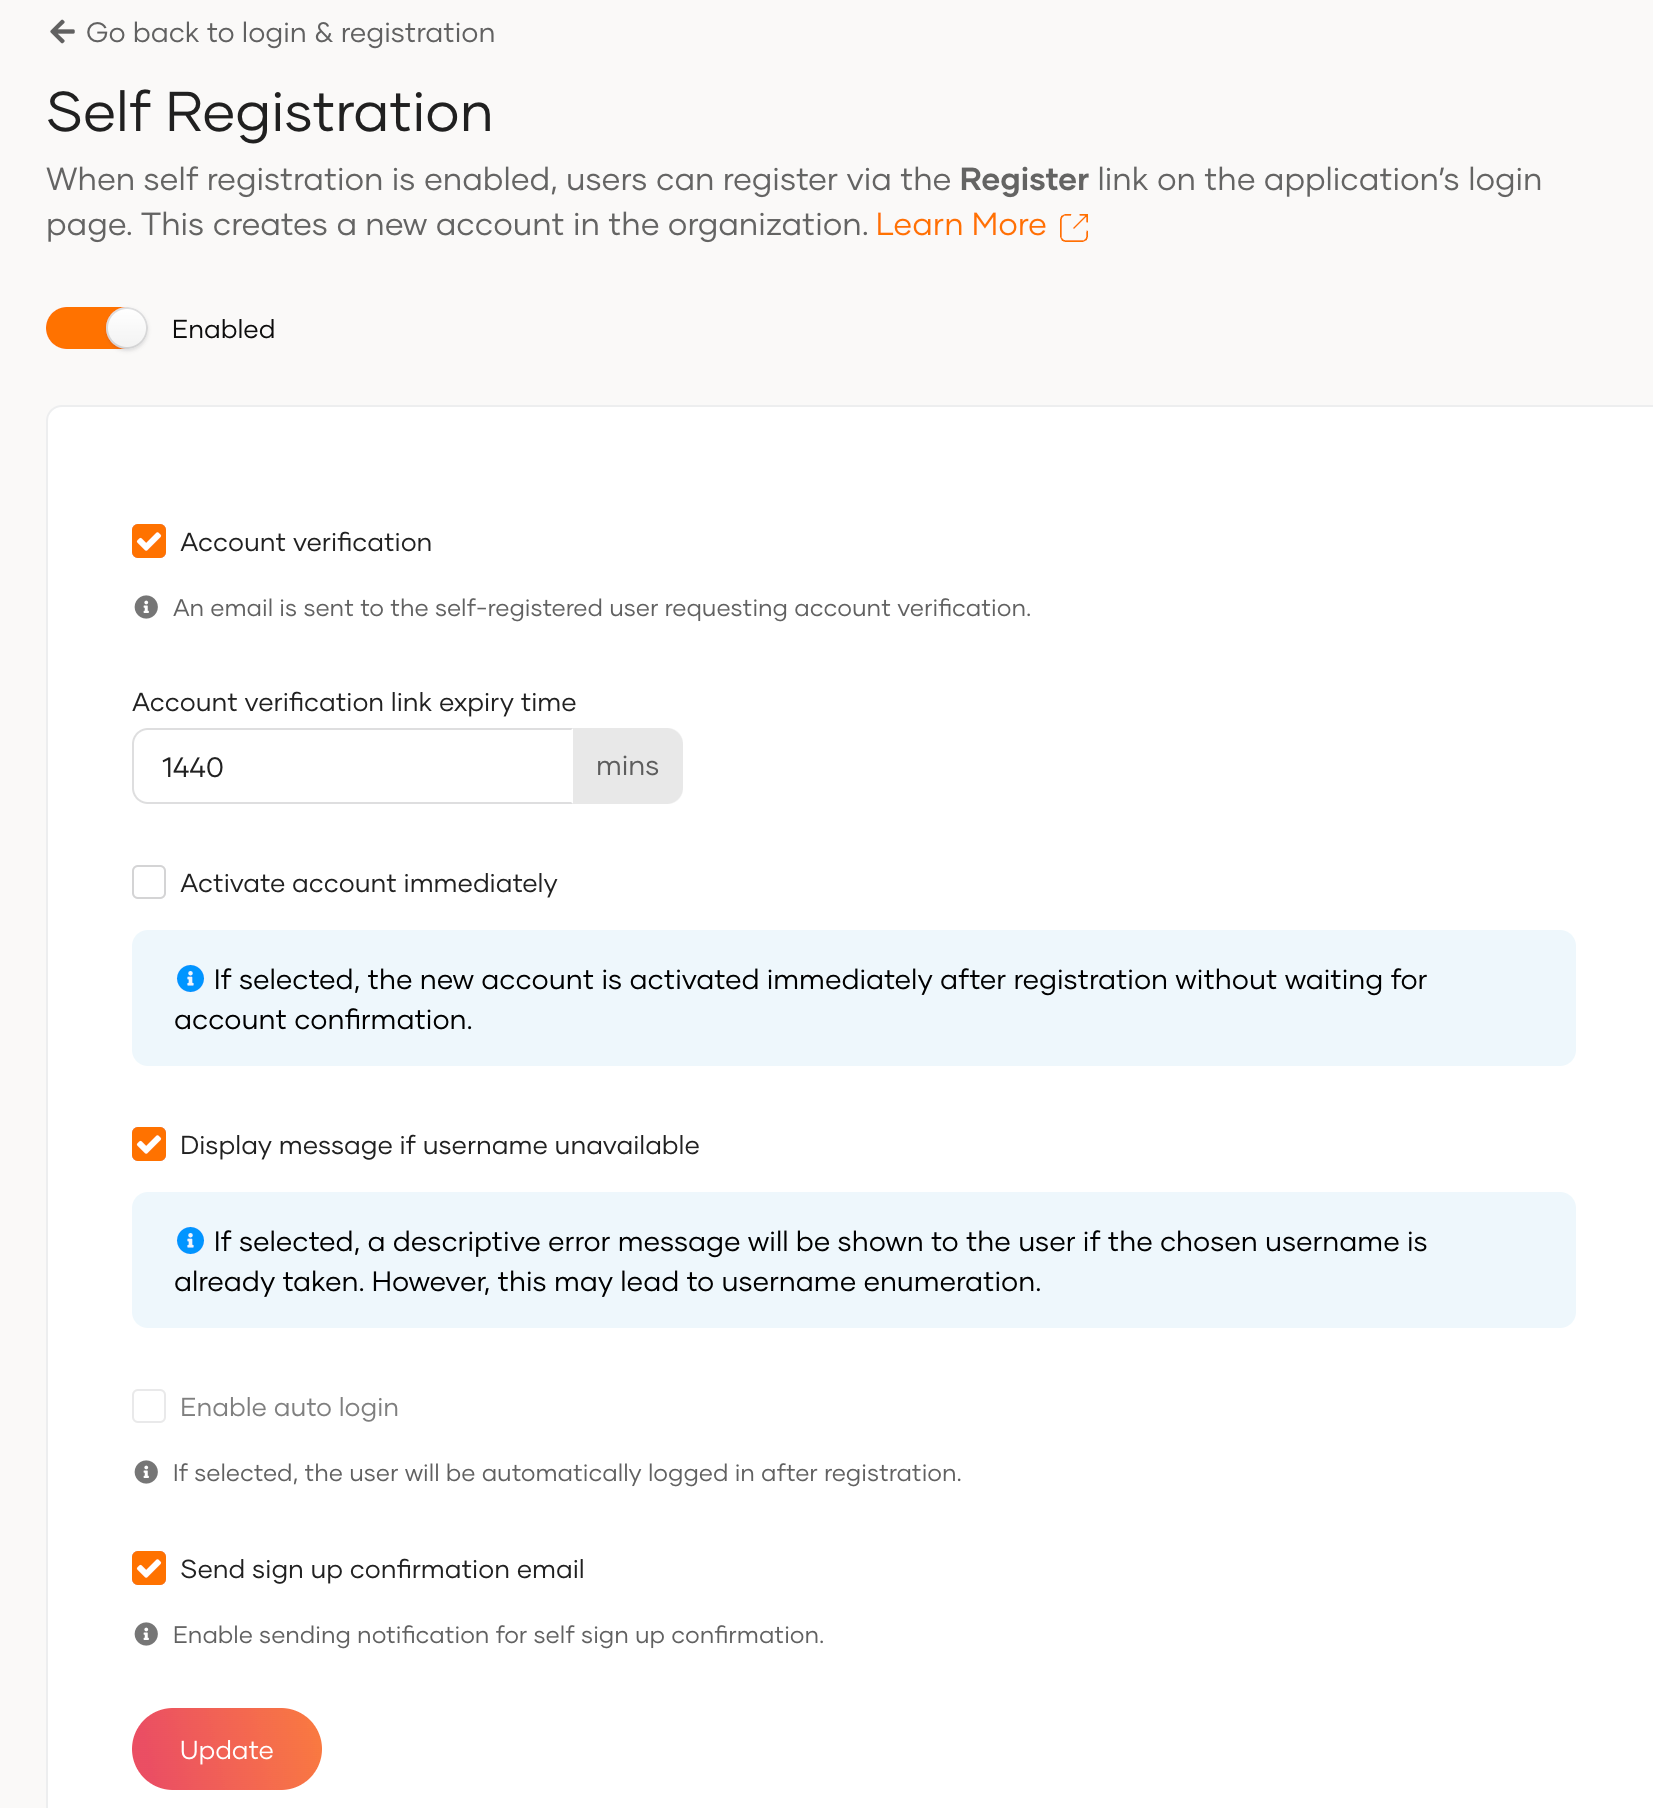 Go back to login & registration
Self Registration
When self registration is enabled, users can register via the Register link on the application’s login
page. This creates a new account in the organization. Learn More
Enabled
Account verification
An email is sent to the self-registered user requesting account verification.
Account verification link expiry time
1440 mins
Activate account immediately
If selected, the new account is activated immediately after registration without waiting for
account confirmation.
Display message if username unavailable
If selected, a descriptive error message will be shown to the user if the chosen username is
already taken. However, this may lead to username enumeration.
Enable auto login
If selected, the user will be automatically logged in after registration.
Send sign up confirmation email
Enable sending notification for self sign up confirmation.
Update